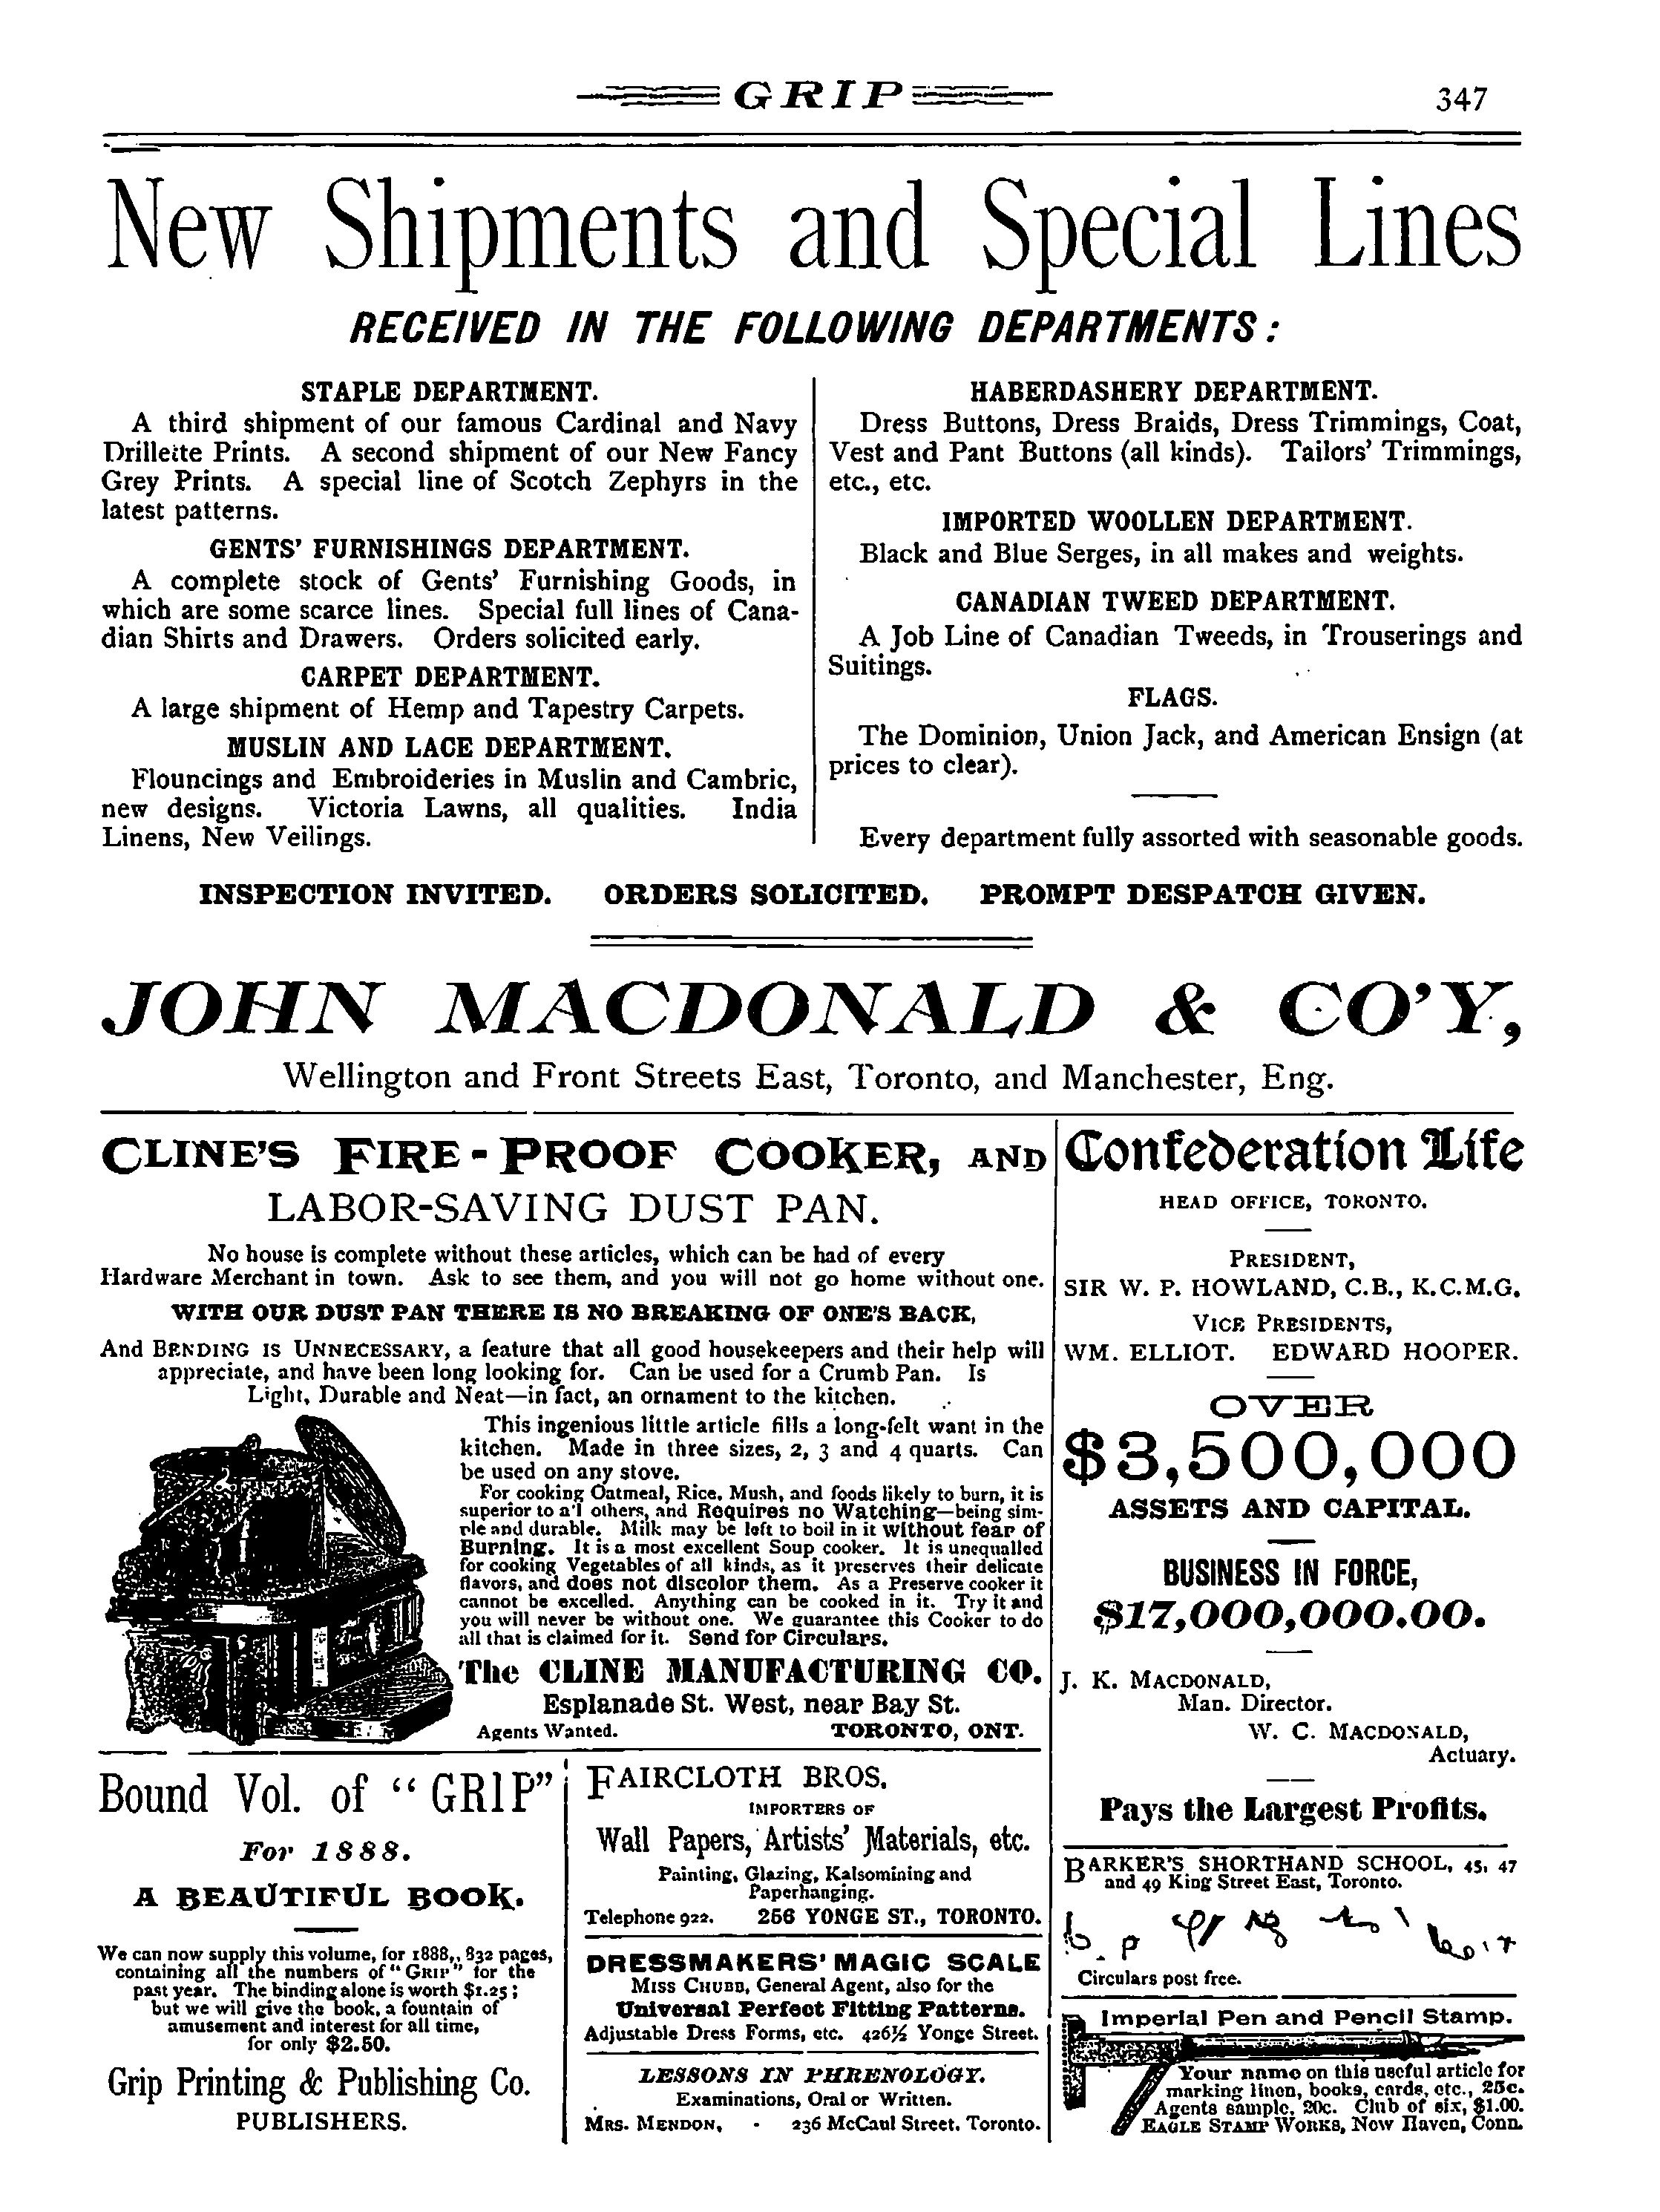 GRIP
347
New Shipments and Special Lines
RECEIVED IN THE FOLLOWING DEPARTMENTS:
STAPLE DEPARTMENT.
A third shipment of our famous Cardinal and Navy
Drillette Prints. A second shipment of our New Fancy
Grey Prints. A special line of Scotch Zephyrs in the
latest patterns.
GENTS' FURNISHINGS DEPARTMENT.
A complete stock of Gents' Furnishing Goods, in
which are some scarce lines. Special full lines of Cana-
dian Shirts and Drawers. Orders solicited early.
CARPET DEPARTMENT.
A large shipment of Hemp and Tapestry Carpets.
MUSLIN AND LACE DEPARTMENT.
Flouncings and Embroideries in Muslin and Cambric,
new designs. Victoria Lawns, all qualities. India
Linens, New Veilings.
HABERDASHERY DEPARTMENT.
Dress Buttons, Dress Braids, Dress Trimmings, Coat,
Vest and Pant Buttons (all kinds). Tailors' Trimmings,
etc., etc.
IMPORTED WOOLLEN DEPARTMENT.
Black and Blue Serges, in all makes and weights.
CANADIAN TWEED DEPARTMENT.
A Job Line of Canadian Tweeds, in Trouserings and
Suitings.
FLAGS.
The Dominion, Union Jack, and American Ensign (at
prices to clear).
Every department fully assorted with seasonable goods.
INSPECTION INVITED. ORDERS SOLICITED. PROMPT DESPATCH GIVEN.
JOHN MACDONALD & CO'Y,
Wellington and Front Streets East, Toronto, and Manchester, Eng.
CLINE'S FIRE-PROOF COOKER, AND
LABOR-SAVING DUST PAN.
No house is complete without these articles, which can be had of every
Hardware Merchant in town. Ask to see them, and you will not go home without one.
WITH OUR DUST PAN THERE IS NO BREAKING OF ONE'S BACK,
And BENDING IS UNNECESSARY, a feature that all good housekeepers and their help will
appreciate, and have been long looking for. Can be used for a Crumb Pan. Is
Light, Durable and Neat—in fact, an ornament to the kitchen.
This ingenious little article fills a long-felt want in the
kitchen. Made in three sizes, 2, 3 and 4 quarts. Can
be used on any stove.
For cooking Oatmeal, Rice, Mush, and foods likely to burn, it is
superior to a'l others, and Requires no Watching—being sim-
ple and durable. Milk may be left to boil in it without fear of
Burning. It is a most excellent Soup cooker. It is unequalled
for cooking Vegetables of all kinds, as it preserves their delicate
flavors, and does not discolor them. As a Preserve cooker it
cannot be excelled. Anything can be cooked in it. Try it and
you will never be without one. We guarantee this Cooker to do
all that is claimed for it. Send for Circulars.
The CLINE MANUFACTURING CO.
Esplanade St. West, near Bay St.
Agents Wanted. TORONTO, ONT.
Confederation Life
HEAD OFFICE, TORONTO.
PRESIDENT,
SIR W. P. HOWLAND, C.B., K.C.M.G.
VICE PRESIDENTS,
WM. ELLIOT. EDWARD HOOPER.
OVER
$3,500,000
ASSETS AND CAPITAL.
BUSINESS IN FORCE,
$17,000,000.00.
J. K. MACDONALD,
Man. Director.
W. C. MACDONALD,
Actuary.
Pays the Largest Profits.
Bound Vol. of "GRIP"
For 1888.
A BEAUTIFUL BOOK.
We can now supply this volume, for 1888,, 832 pages,
containing all the numbers of "GRIP" for the
past year. The binding alone is worth $1.25;
but we will give the book, a fountain of
amusement and interest for all time,
for only $2.50.
Grip Printing & Publishing Co.
PUBLISHERS.
FAIRCLOTH BROS.
IMPORTERS OF
Wall Papers, Artists' Materials, etc.
Painting, Glazing, Kalsomining and
Paperhanging.
Telephone 922. 256 YONGE ST., TORONTO.
DRESSMAKERS' MAGIC SCALE
MISS CHUBB, General Agent, also for the
Universal Perfect Fitting Patterns.
Adjustable Dress Forms, etc. 426½ Yonge Street.
LESSONS IN PHRENOLOGY.
Examinations, Oral or Written.
MRS. MENDON, - 236 McCaul Street, Toronto.
BARKER'S SHORTHAND SCHOOL, 45, 47
and 49 King Street East, Toronto.
Circulars post free.
Imperial Pen and Pencil Stamp.
Your name on this useful article for
marking linen, books, cards, etc., 25c.
Agents sample, 20c. Club of six, $1.00.
EAGLE STAMP WORKS, New Haven, Conn.